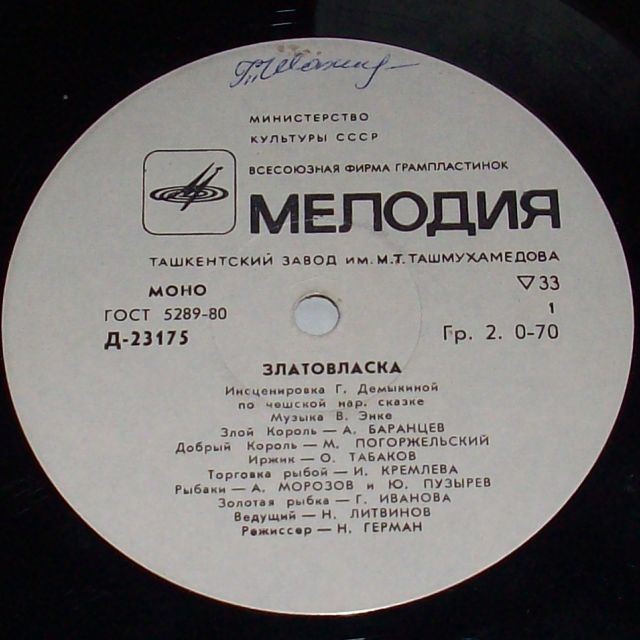 МИНИСТЕРСТВО
КУЛЬТУРЫ СССР
ВСЕСОЮЗНАЯ ФИРМА ГРАМПЛАСТИНОК
МЕЛОДИЯ
ТАШКЕНТСКИЙ ЗАВОД ИМ. М.Т. ТАШМУХАМЕДОВА
МОНО
▽33
ГОСТ 5289-80
1
Д-23175
Гр. 2. 0-70
ЗЛАТОВЛАСКА
Инсценировка Г. Демыкиной
по чешской нар. сказке
Музыка В. Энке
Злой Король — А. БАРАНЦЕВ
Добрый Король — М. ПОГОРЖЕЛЬСКИЙ
Иржик — О. ТАБАКОВ
Торговка рыбой — И. КРЕМЛЕВА
Рыбаки — А. МОРОЗОВ и Ю. ПУЗЫРЕВ
Золотая рыбка — Г. ИВАНОВА
Ведущий — Н. ЛИТВИНОВ
Режиссер — Н. ГЕРМАН